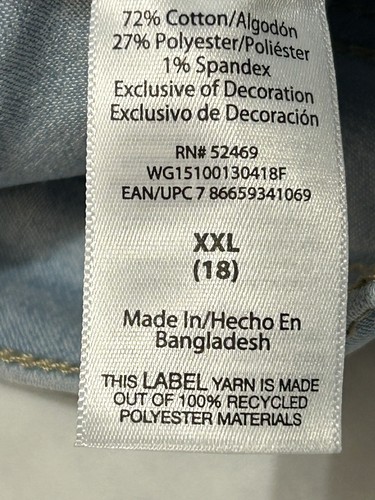 72% Cotton/Algodón
27% Polyester/Poliéster
1% Spandex
Exclusive of Decoration
Exclusivo de Decoración
RN# 52469
WG15100130418F
EAN/UPC 7 86659341069
XXL
(18)
Made In/Hecho En
Bangladesh
THIS LABEL YARN IS MADE
OUT OF 100% RECYCLED
POLYESTER MATERIALS